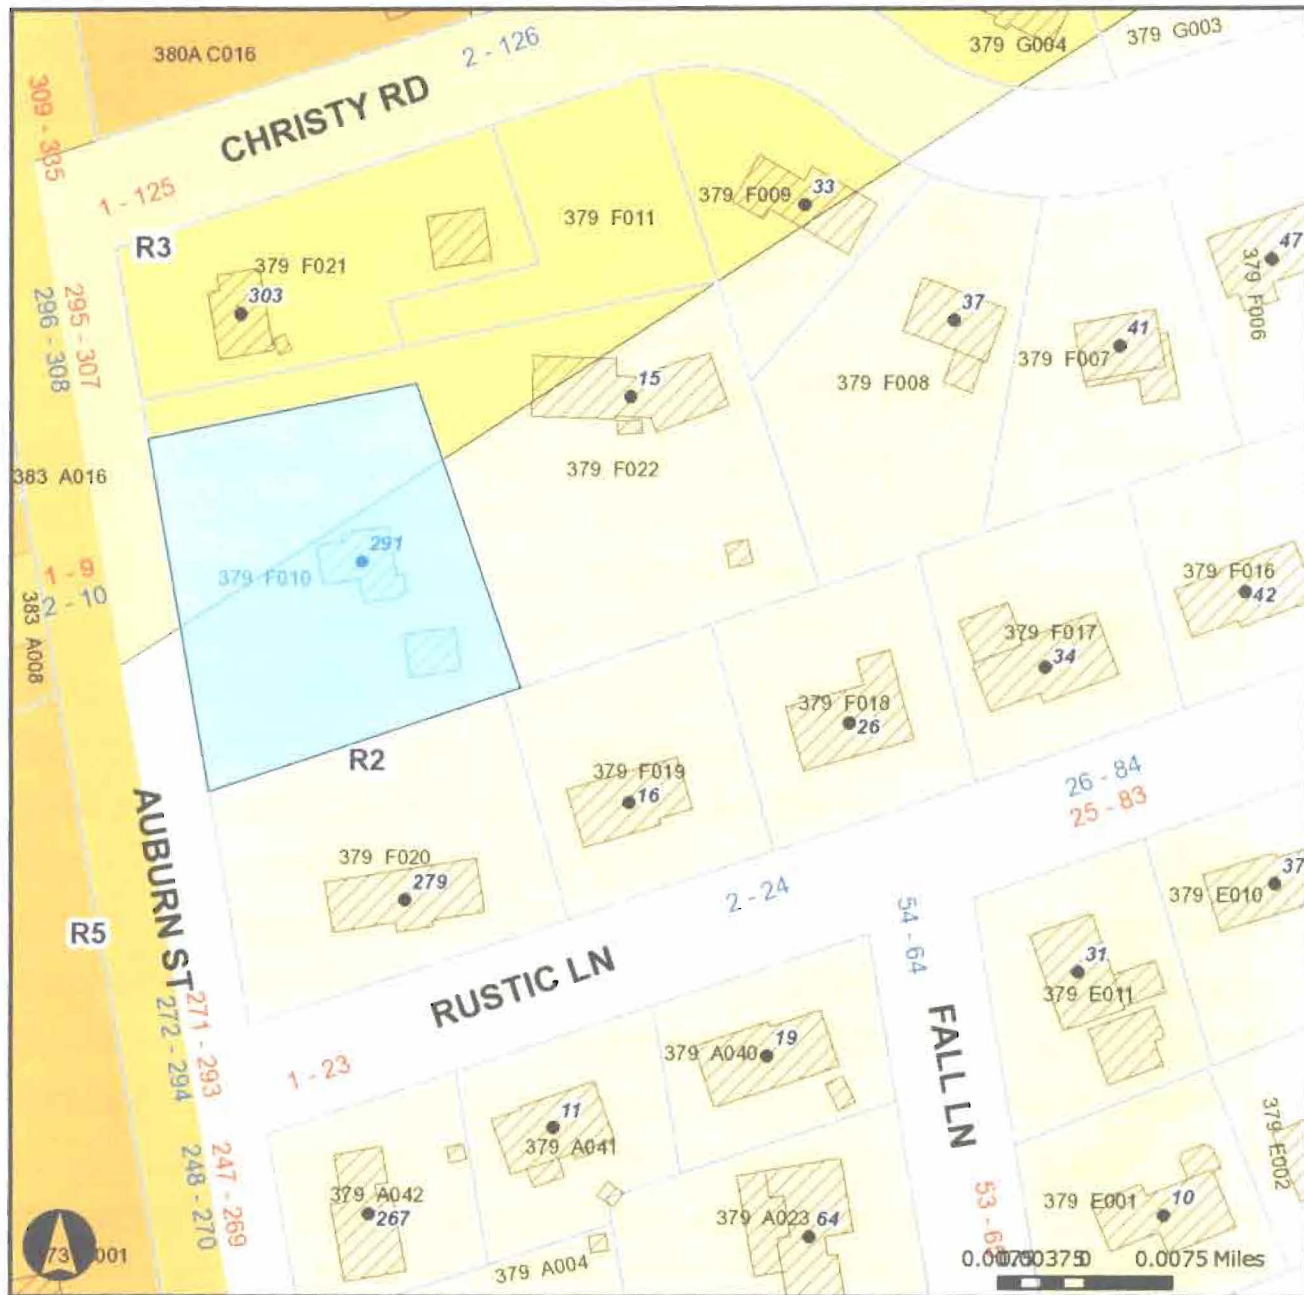 380A C016
2 - 126
379 G004
379 G003
CHRISTY RD
309 - 335
1 - 125
R3
379 F021
303
379 F011
379 F009
33
47
379 F006
37
379 F008
41
379 F007
296 - 308
295 - 307
15
379 F022
383 A016
291
379 F010
1 - 9
2 - 10
383 A008
379 F016
42
379 F017
34
379 F018
26
R2
379 F019
16
26 - 84
25 - 83
379 F020
279
AUBURN ST
R5
2 - 24
54 - 64
37
379 E010
31
379 E011
RUSTIC LN
FALL LN
271 - 293
272 - 294
1 - 23
379 A040
19
11
379 A041
379 E002
247 - 269
248 - 270
379 A042
267
379 A023
64
379 E001
10
379 A004
0.0075 Miles